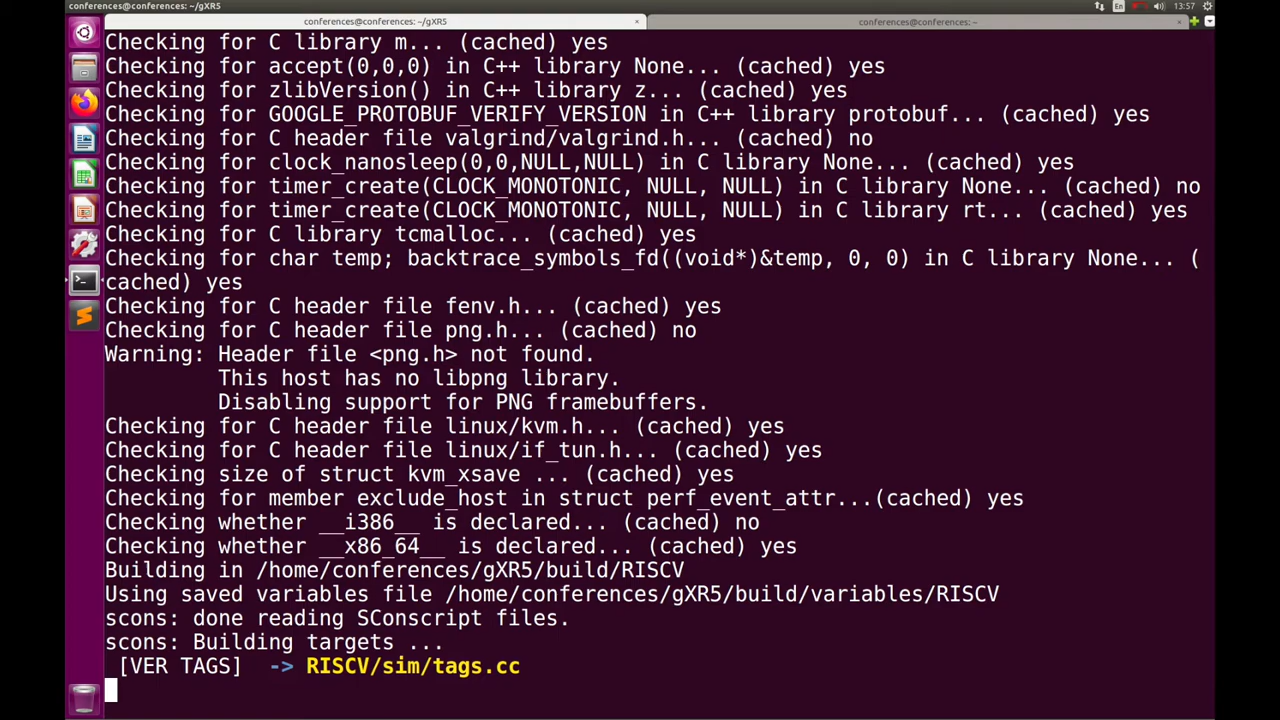 conferences@conferences: ~/gXR5
13:57
En
conferences@conferences: ~/gXR5
conferences@conferences: ~
Checking for C library m... (cached) yes
Checking for accept(0,0,0) in C++ library None... (cached) yes
Checking for zlibVersion() in C++ library z... (cached) yes
Checking for GOOGLE_PROTOBUF_VERIFY_VERSION in C++ library protobuf... (cached) yes
Checking for C header file valgrind/valgrind.h... (cached) no
Checking for clock_nanosleep(0,0,NULL,NULL) in C library None... (cached) yes
Checking for timer_create(CLOCK_MONOTONIC, NULL, NULL) in C library None... (cached) no
Checking for timer_create(CLOCK_MONOTONIC, NULL, NULL) in C library rt... (cached) yes
Checking for C library tcmalloc... (cached) yes
Checking for char temp; backtrace_symbols_fd((void*)&temp, 0, 0) in C library None... (
cached) yes
Checking for C header file fenv.h... (cached) yes
Checking for C header file png.h... (cached) no
Warning: Header file <png.h> not found.
This host has no libpng library.
Disabling support for PNG framebuffers.
Checking for C header file linux/kvm.h... (cached) yes
Checking for C header file linux/if_tun.h... (cached) yes
Checking size of struct kvm_xsave ... (cached) yes
Checking for member exclude_host in struct perf_event_attr...(cached) yes
Checking whether __i386__ is declared... (cached) no
Checking whether __x86_64__ is declared... (cached) yes
Building in /home/conferences/gXR5/build/RISCV
Using saved variables file /home/conferences/gXR5/build/variables/RISCV
scons: done reading SConscript files.
scons: Building targets ...
[VER TAGS] -> RISCV/sim/tags.cc